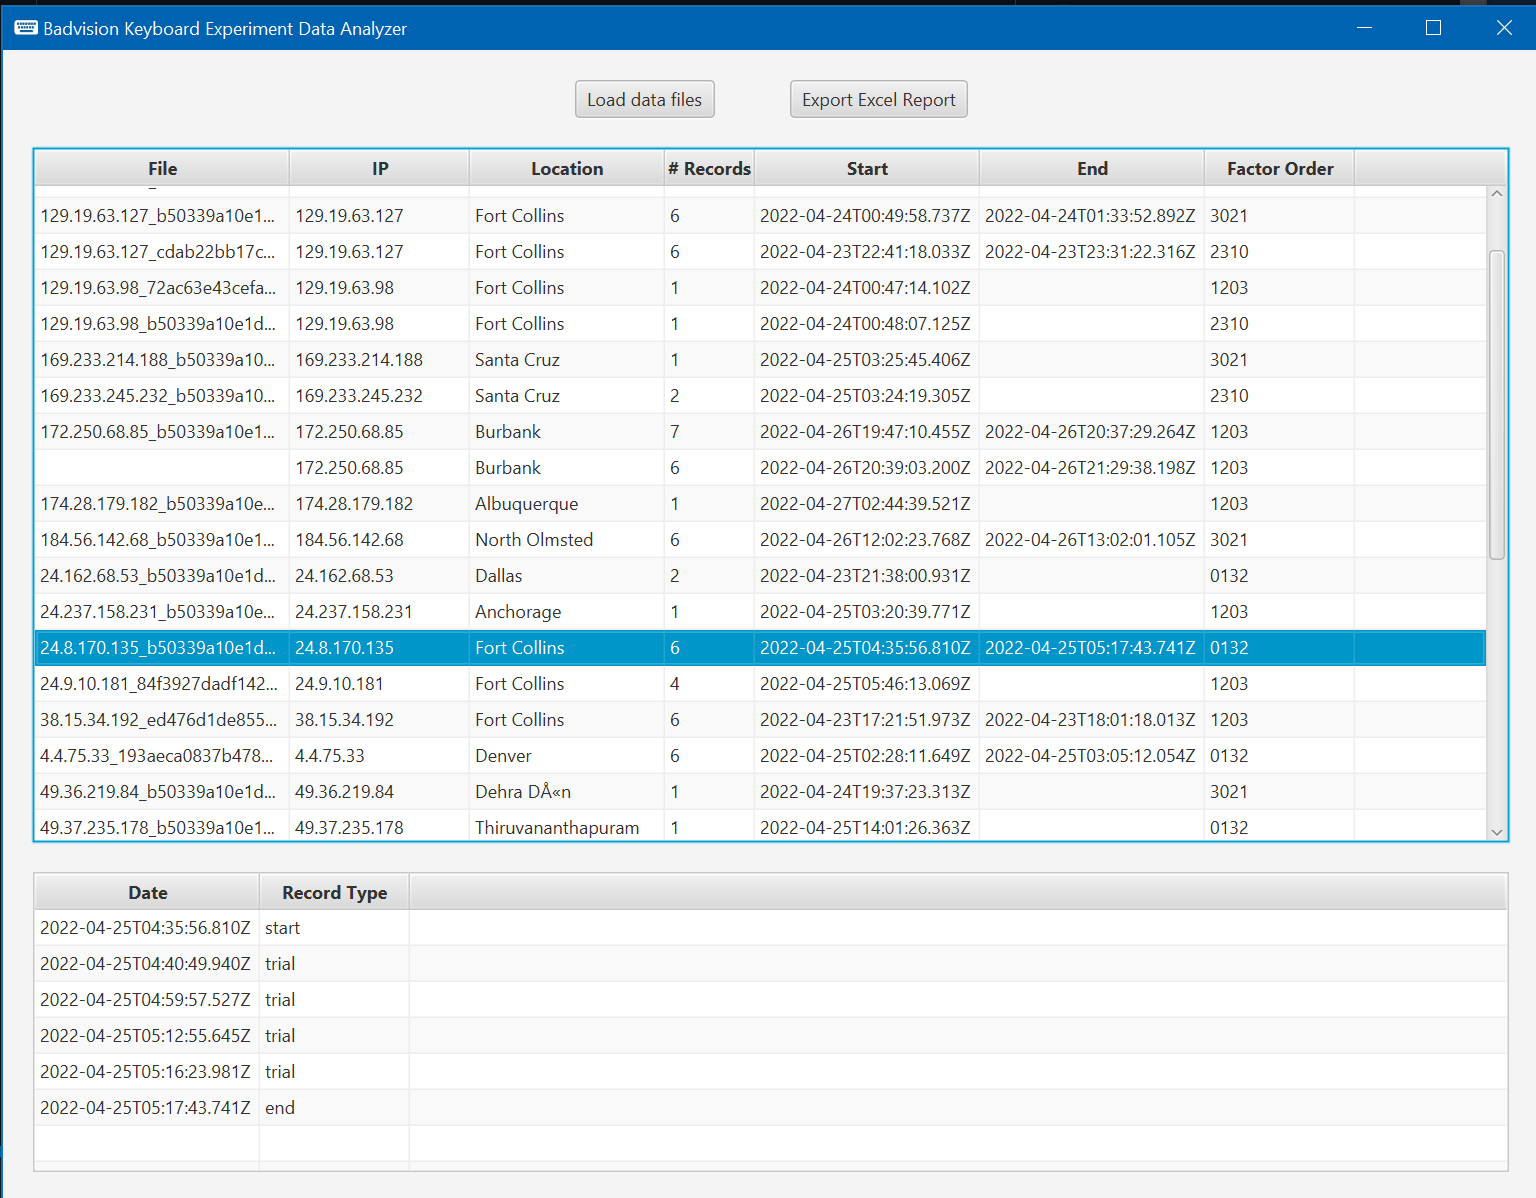 Badvision Keyboard Experiment Data Analyzer
Load data files Export Excel Report
File IP Location # Records Start End Factor Order
129.19.63.127_b50339a10e1... 129.19.63.127 Fort Collins 6 2022-04-24T00:49:58.737Z 2022-04-24T01:33:52.892Z 3021
129.19.63.127_cdab22bb17c... 129.19.63.127 Fort Collins 6 2022-04-23T22:41:18.033Z 2022-04-23T23:31:22.316Z 2310
129.19.63.98_72ac63e43cefa... 129.19.63.98 Fort Collins 1 2022-04-24T00:47:14.102Z 1203
129.19.63.98_b50339a10e1d... 129.19.63.98 Fort Collins 1 2022-04-24T00:48:07.125Z 2310
169.233.214.188_b50339a10... 169.233.214.188 Santa Cruz 1 2022-04-25T03:25:45.406Z 3021
169.233.245.232_b50339a10... 169.233.245.232 Santa Cruz 2 2022-04-25T03:24:19.305Z 2310
172.250.68.85_b50339a10e1... 172.250.68.85 Burbank 7 2022-04-26T19:47:10.455Z 2022-04-26T20:37:29.264Z 1203
172.250.68.85 Burbank 6 2022-04-26T20:39:03.200Z 2022-04-26T21:29:38.198Z 1203
174.28.179.182_b50339a10e... 174.28.179.182 Albuquerque 1 2022-04-27T02:44:39.521Z 1203
184.56.142.68_b50339a10e1... 184.56.142.68 North Olmsted 6 2022-04-26T12:02:23.768Z 2022-04-26T13:02:01.105Z 3021
24.162.68.53_b50339a10e1d... 24.162.68.53 Dallas 2 2022-04-23T21:38:00.931Z 0132
24.237.158.231_b50339a10e... 24.237.158.231 Anchorage 1 2022-04-25T03:20:39.771Z 1203
24.8.170.135_b50339a10e1d... 24.8.170.135 Fort Collins 6 2022-04-25T04:35:56.810Z 2022-04-25T05:17:43.741Z 0132
24.9.10.181_84f3927dadf142... 24.9.10.181 Fort Collins 4 2022-04-25T05:46:13.069Z 1203
38.15.34.192_ed476d1de855... 38.15.34.192 Fort Collins 6 2022-04-23T17:21:51.973Z 2022-04-23T18:01:18.013Z 1203
4.4.75.33_193aeca0837b478... 4.4.75.33 Denver 6 2022-04-25T02:28:11.649Z 2022-04-25T03:05:12.054Z 0132
49.36.219.84_b50339a10e1d... 49.36.219.84 Dehra DÅ«n 1 2022-04-24T19:37:23.313Z 3021
49.37.235.178_b50339a10e1... 49.37.235.178 Thiruvananthapuram 1 2022-04-25T14:01:26.363Z 0132
Date Record Type
2022-04-25T04:35:56.810Z start
2022-04-25T04:40:49.940Z trial
2022-04-25T04:59:57.527Z trial
2022-04-25T05:12:55.645Z trial
2022-04-25T05:16:23.981Z trial
2022-04-25T05:17:43.741Z end